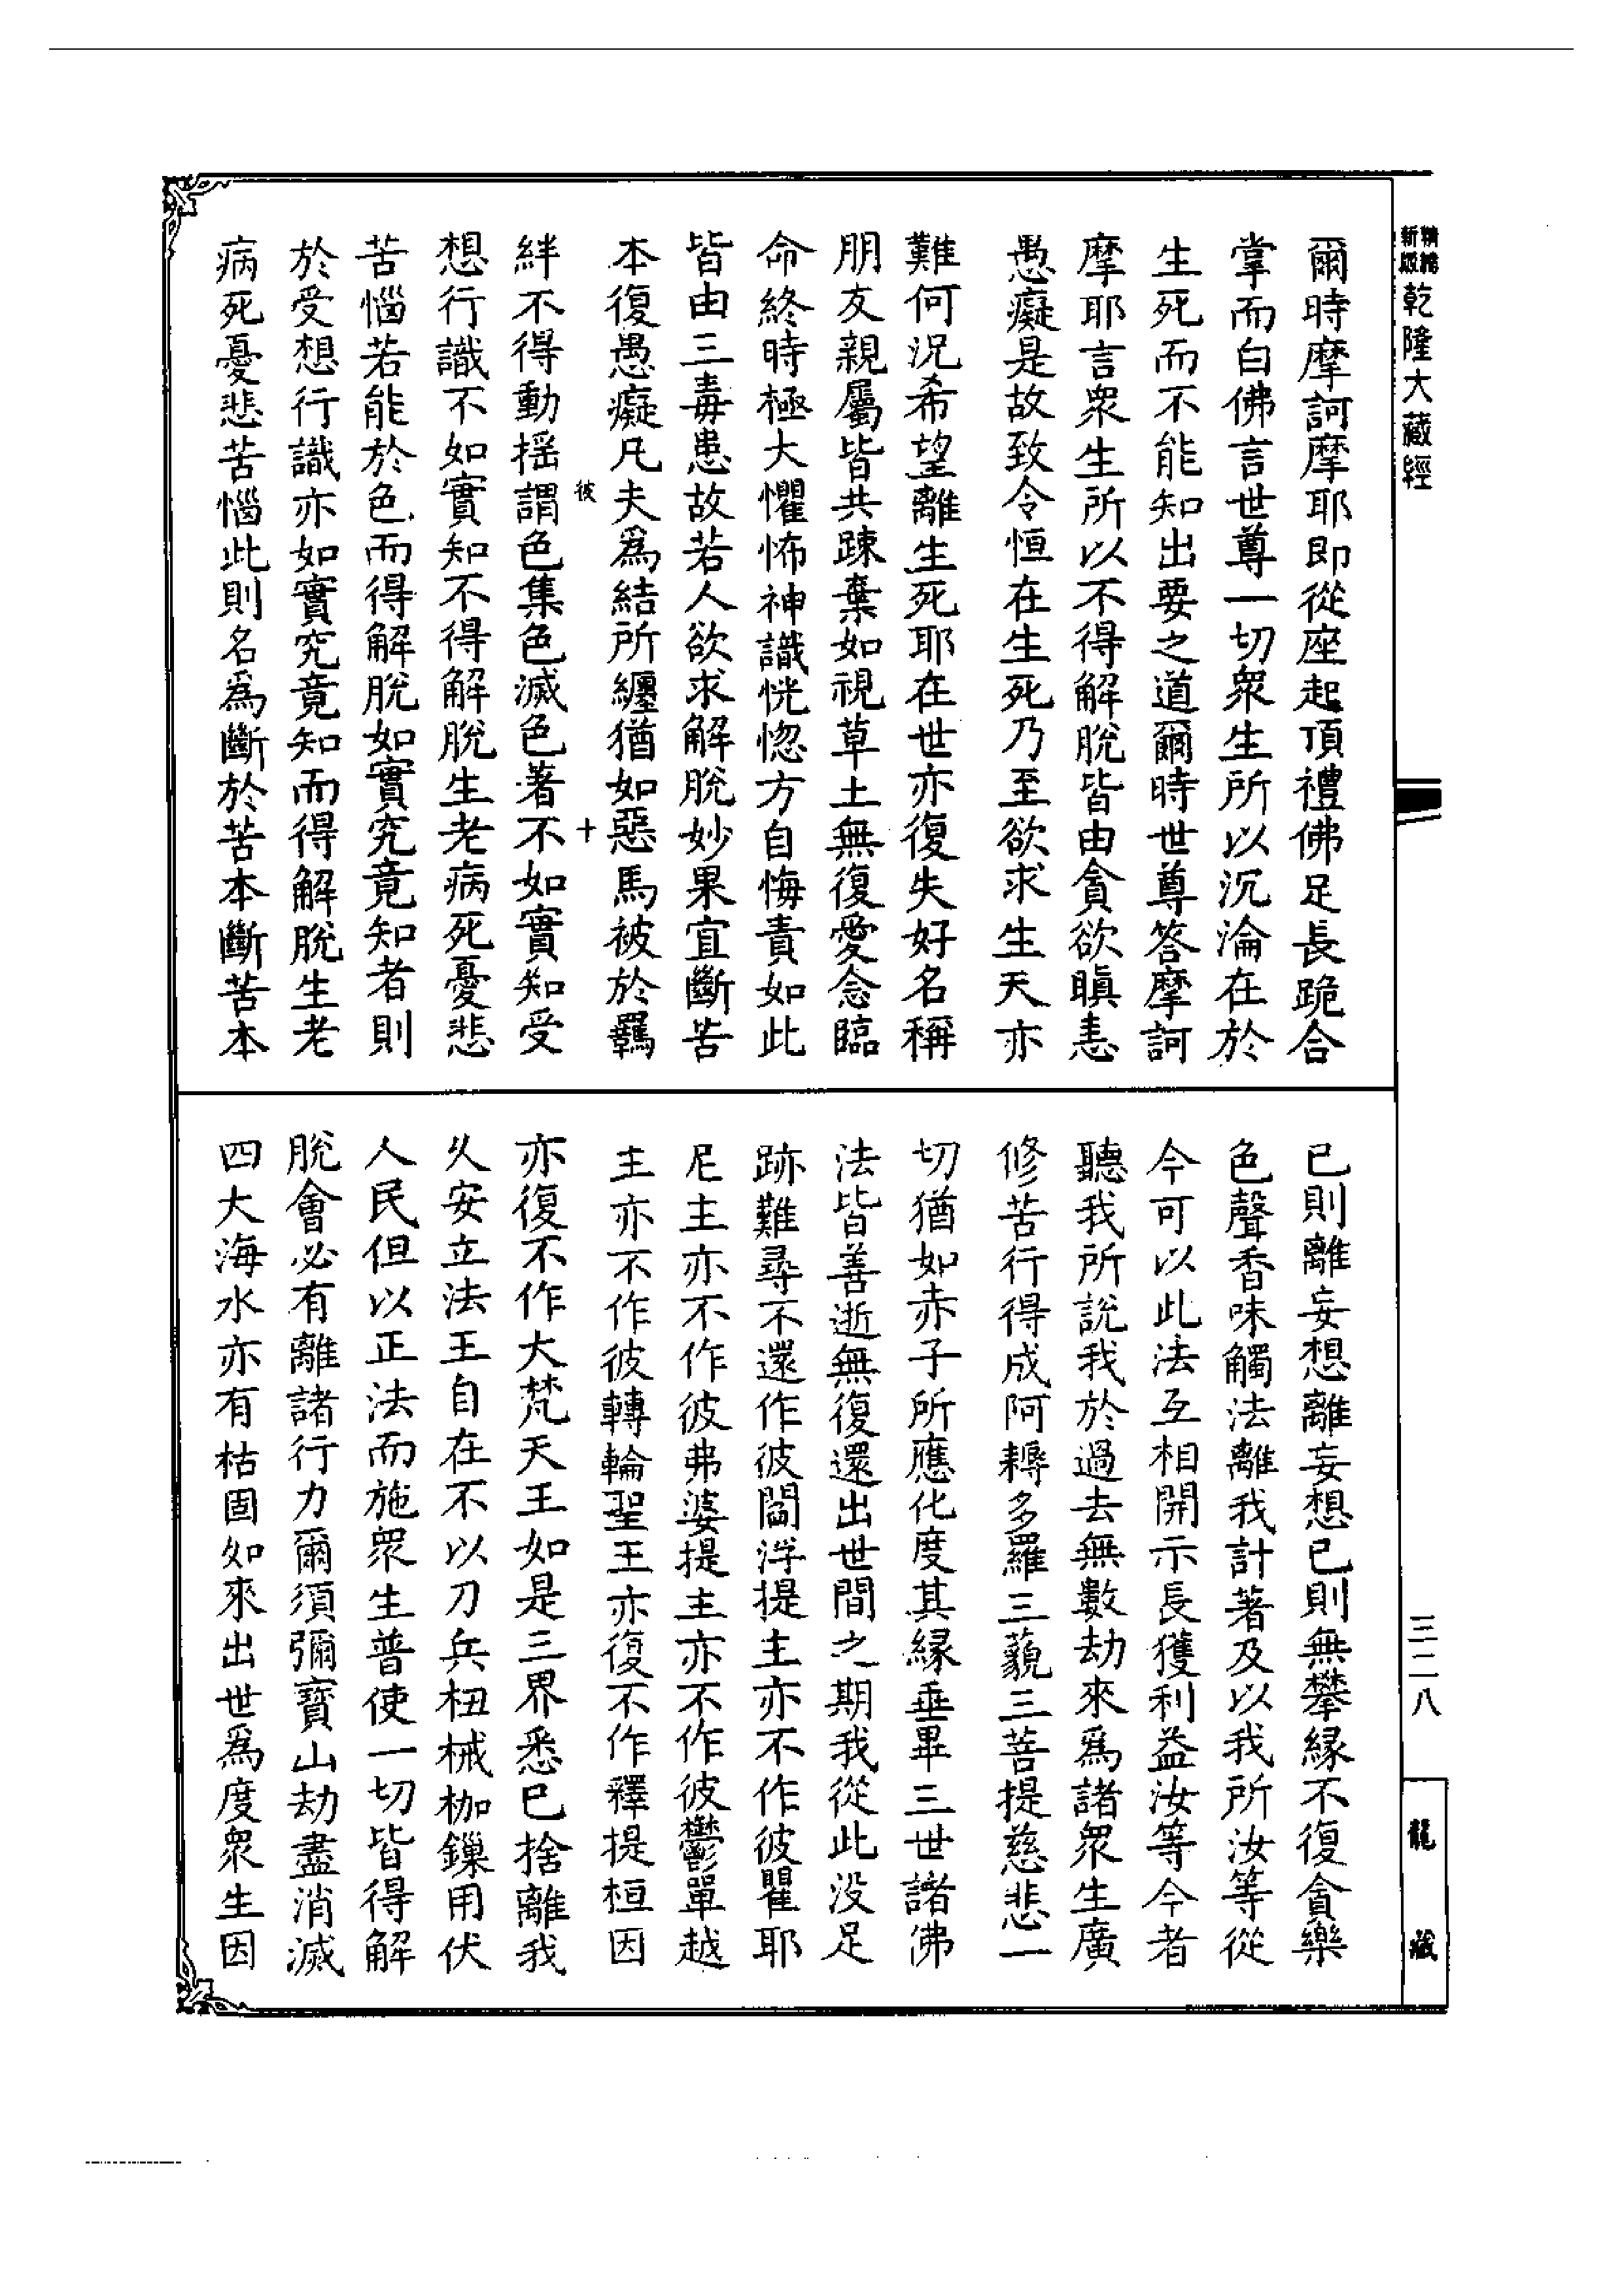 精編新版乾隆大藏經
爾時摩訶摩耶即從座起頂禮佛足長跪合
掌而白佛言世尊一切衆生所以沉淪在於
生死而不能知出要之道爾時世尊答摩訶
摩耶言衆生所以不得解脫皆由貪欲瞋恚
愚癡是故致令恒在生死乃至欲求生天亦
難何況希望離生死耶在世亦復失好名稱
朋友親屬皆共踈棄如視草土無復愛念臨
命終時極大懼怖神識恍惚方自悔責如此
皆由三毒患故若人欲求解脫妙果宜斷苦
本復愚癡凡夫爲結所纏猶如惡馬被於羈
彼 十
絆不得動揺謂色集色滅色著不如實知受
想行識不如實知不得解脫生老病死憂悲
苦惱若能於色而得解脫如實究竟知者則
於受想行識亦如實究竟知而得解脫生老
病死憂悲苦惱此則名爲斷於苦本斷苦本
已則離妄想離妄想已則無攀緣不復貪樂
色聲香味觸法離我計著及以我所汝等從
今可以此法互相開示長獲利益汝等今者
聽我所說我於過去無數劫來爲諸衆生廣
修苦行得成阿耨多羅三藐三菩提慈悲一
切猶如赤子所應化度其緣垂畢三世諸佛
法皆善逝無復還出世間之期我從此没足
跡難尋不還作彼閻浮提主亦不作彼瞿耶
尼主亦不作彼弗婆提主亦不作彼鬱單越
主亦不作彼轉輪聖王亦復不作釋提桓因
亦復不作大梵天王如是三界悉已捨離我
久安立法王自在不以刀兵杻械枷鏁用伏
人民但以正法而施衆生普使一切皆得解
脫會必有離諸行力爾須彌寶山劫盡消滅
四大海水亦有枯固如來出世爲度衆生因
三二八
龍藏